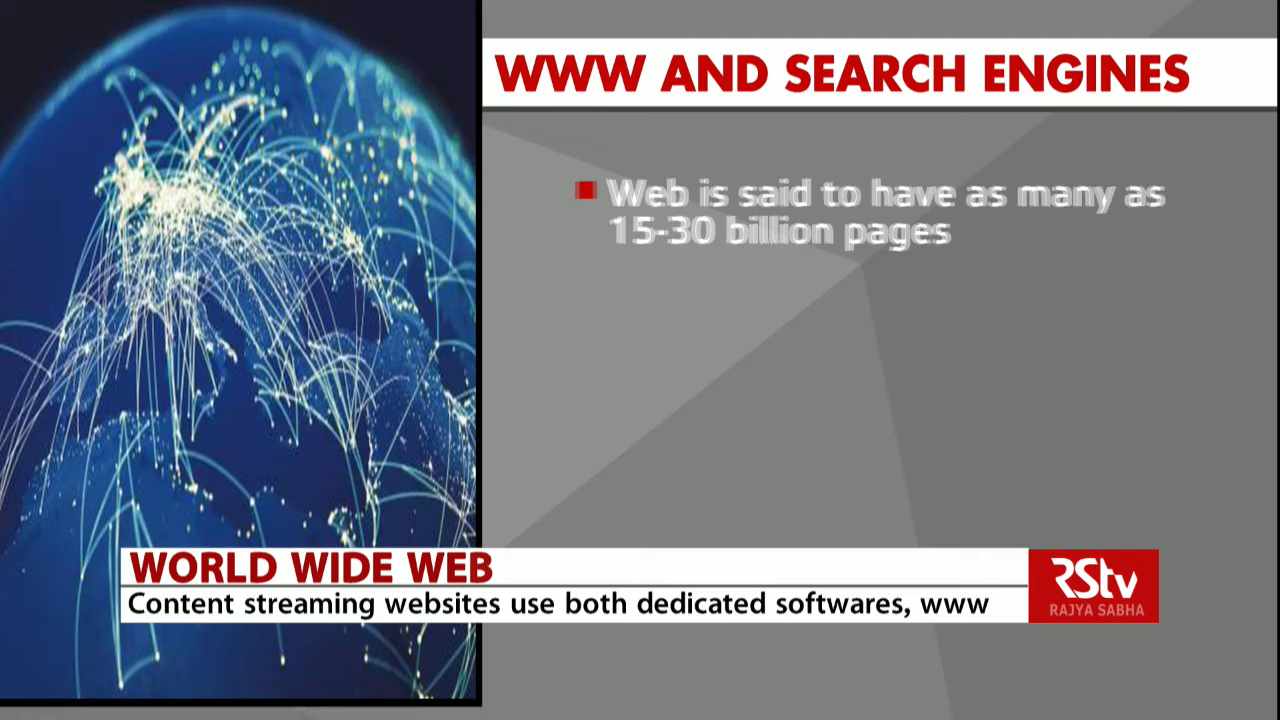 WWW AND SEARCH ENGINES
Web is said to have as many as
15-30 billion pages
WORLD WIDE WEB
Content streaming websites use both dedicated softwares, www
RStv
RAJYA SABHA